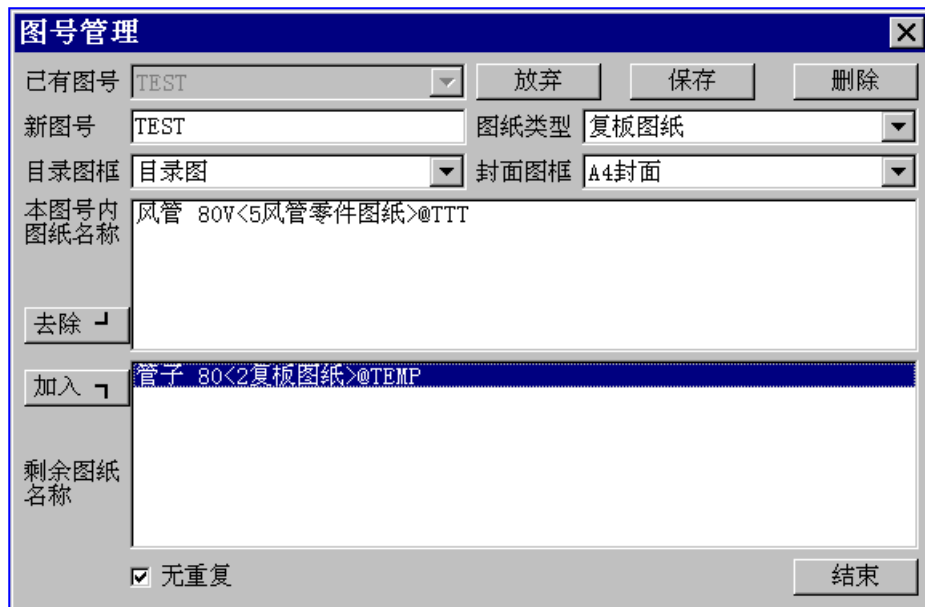 图号管理
已有图号 TEST 放弃 保存 删除
新图号 TEST 图纸类型 复板图纸
目录图框 目录图 封面图框 A4封面
本图号内
图纸名称
风管 80V<5风管零件图纸>@TTT
去除
加入
管子 80<2复板图纸>@TEMP
剩余图纸
名称
无重复
结束